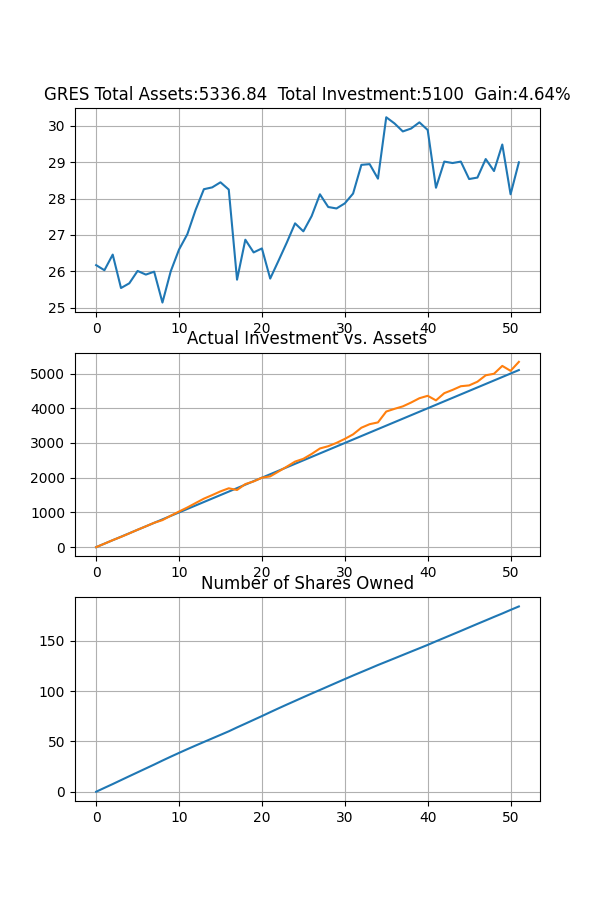 GRES Total Assets:5336.84 Total Investment:5100 Gain:4.64%
30
29
28
27
26
25
0 10 20 30 40 50
Actual Investment vs. Assets
5000
4000
3000
2000
1000
0
0 10 20 30 40 50
Number of Shares Owned
150
100
50
0
0 10 20 30 40 50